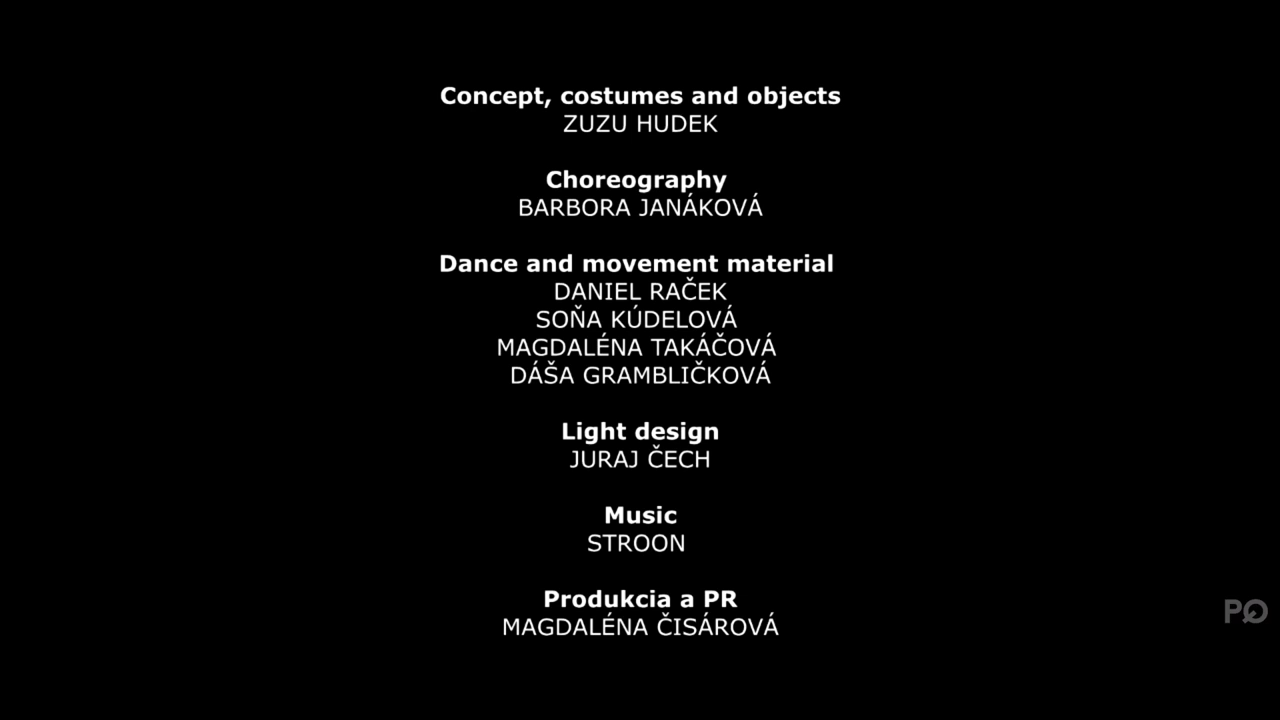 Concept, costumes and objects
ZUZU HUDEK
Choreography
BARBORA JANÁKOVÁ
Dance and movement material
DANIEL RAČEK
SOŇA KÚDELOVÁ
MAGDALÉNA TAKÁČOVÁ
DÁŠA GRAMBLIČKOVÁ
Light design
JURAJ ČECH
Music
STROON
Produkcia a PR
MAGDALÉNA ČISÁROVÁ
PQ